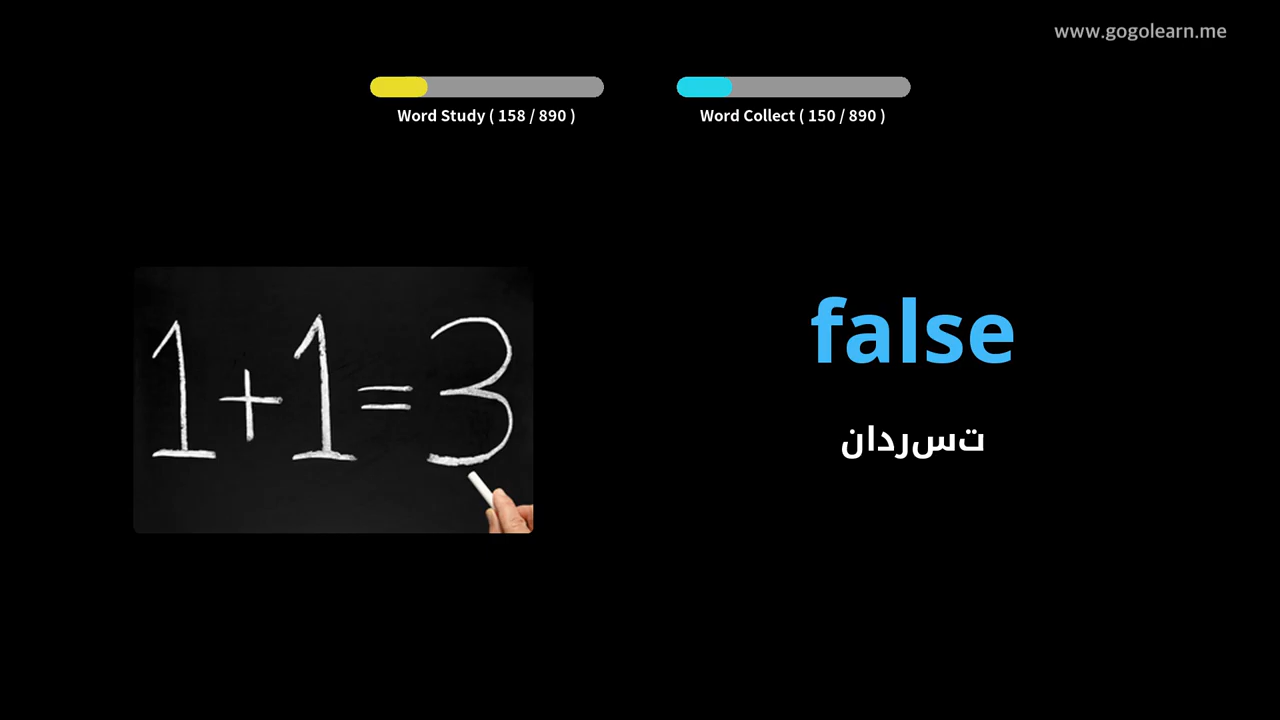 www.gogolearn.me
Word Study ( 158 / 890 )
Word Collect ( 150 / 890 )
1+1=3
false
تسردان